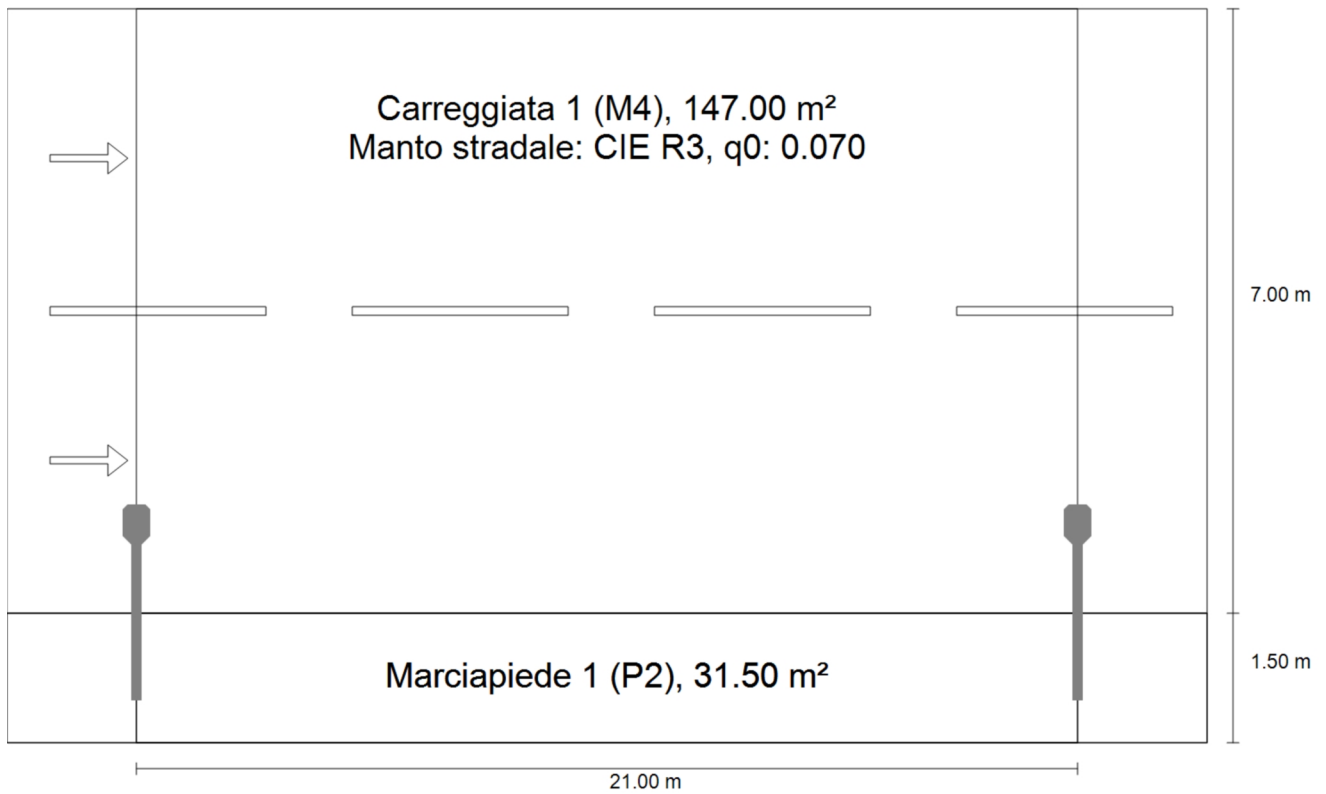 Carreggiata 1 (M4), 147.00 m²
Manto stradale: CIE R3, q0: 0.070
7.00 m
Marciapiede 1 (P2), 31.50 m²
1.50 m
21.00 m